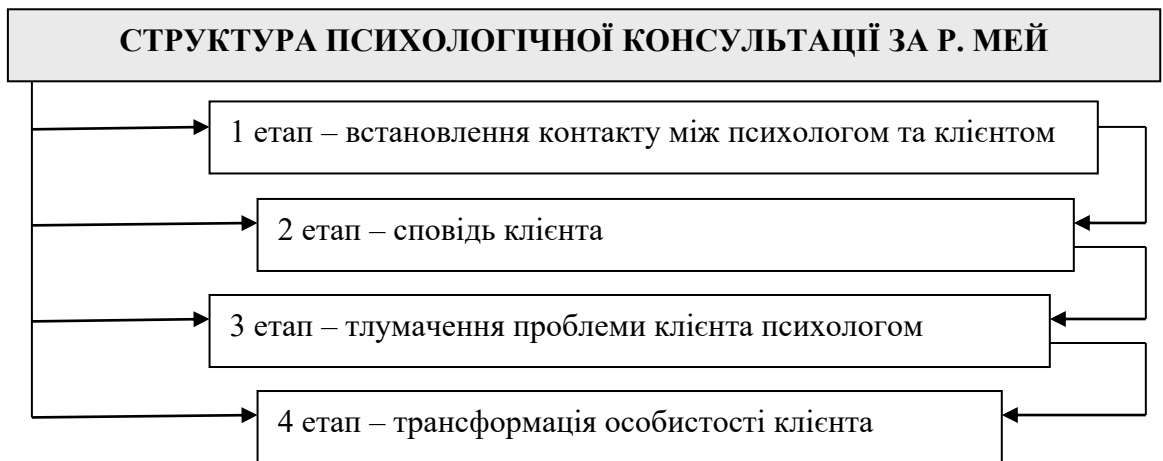 СТРУКТУРА ПСИХОЛОГІЧНОЇ КОНСУЛЬТАЦІЇ ЗА Р. МЕЙ
1 етап – встановлення контакту між психологом та клієнтом
2 етап – сповідь клієнта
3 етап – тлумачення проблеми клієнта психологом
4 етап – трансформація особистості клієнта